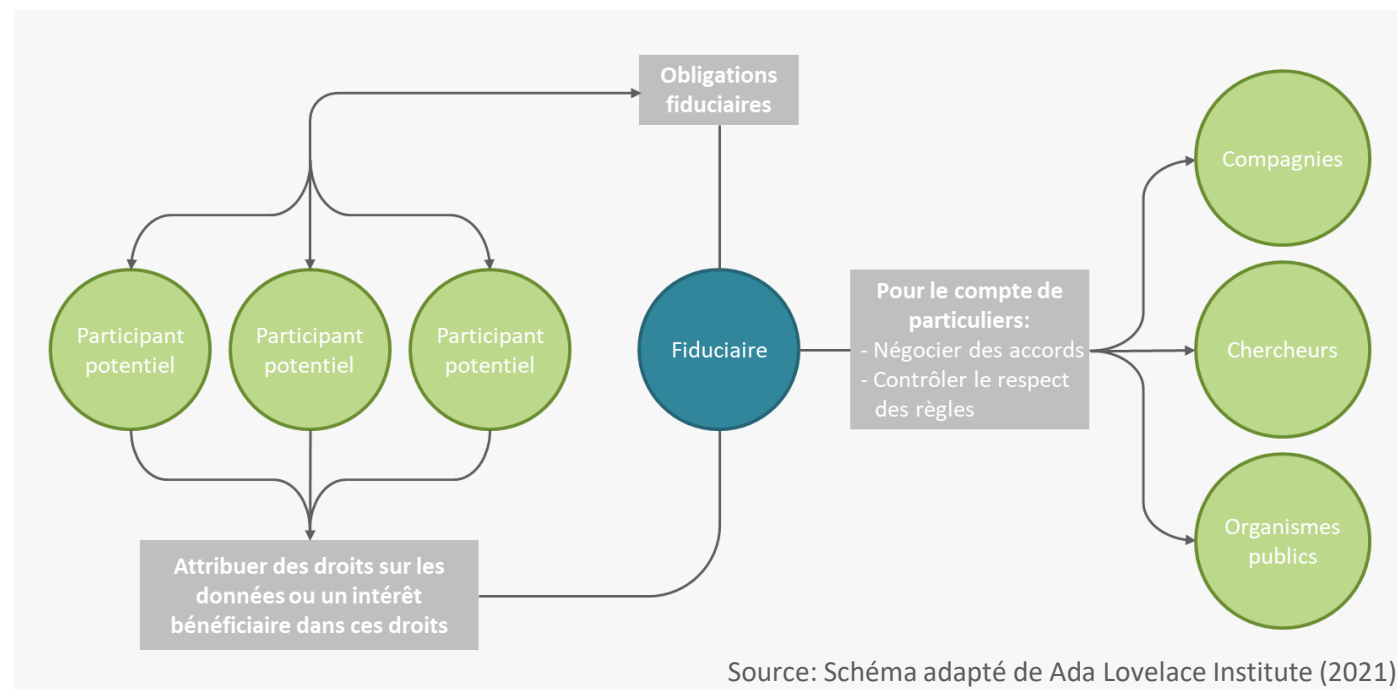 Obligations
fiduciaires
Participant
potentiel
Participant
potentiel
Participant
potentiel
Fiduciaire
Pour le compte de
particuliers:
- Négocier des accords
- Contrôler le respect
des règles
Compagnies
Chercheurs
Organismes
publics
Attribuer des droits sur les
données ou un intérêt
bénéficiaire dans ces droits
Source: Schéma adapté de Ada Lovelace Institute (2021)